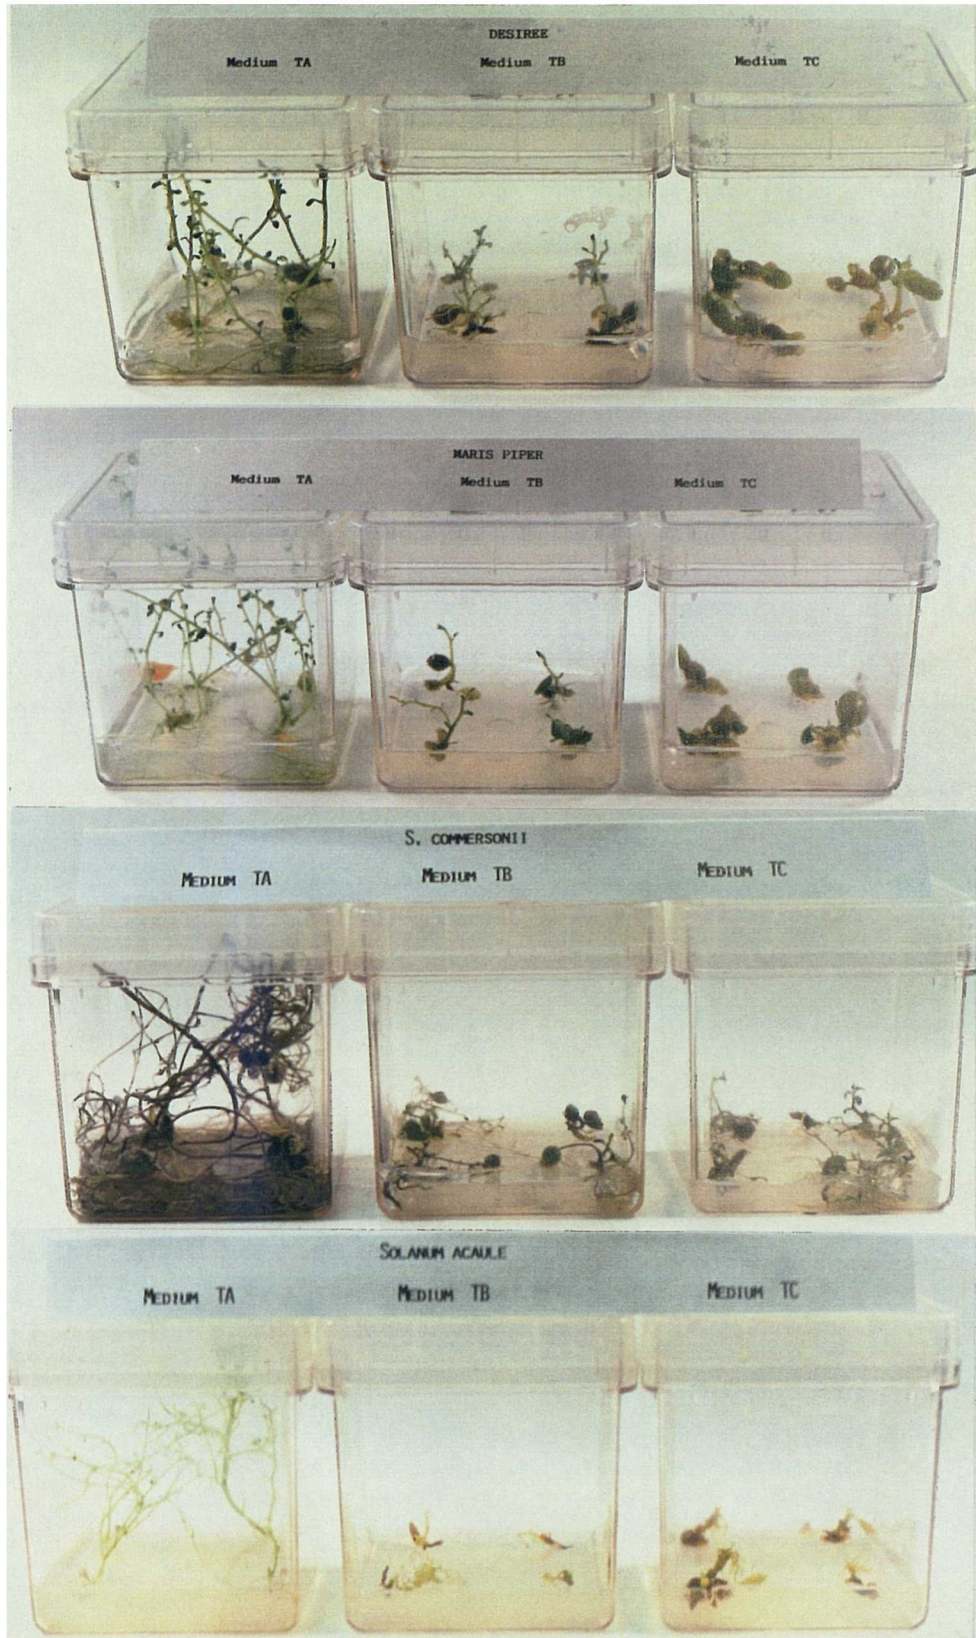 DESIREE
Medium TA Medium TB Medium TC
MARIS PIPER
Medium TA Medium TB Medium TC
S. COMMERSONII
MEDIUM TA MEDIUM TB MEDIUM TC
SOLANUM ACAULE
MEDIUM TA MEDIUM TB MEDIUM TC